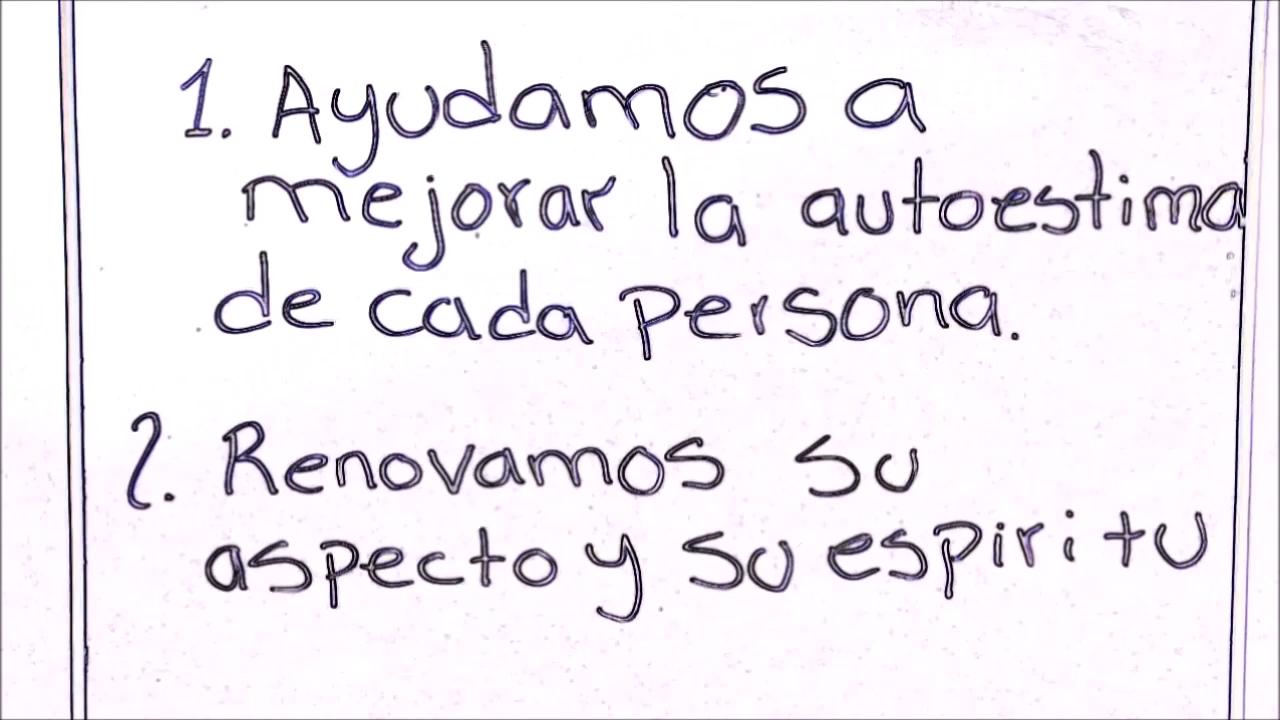 1. Ayudamos a
mejorar la autoestima
de cada persona.
2. Renovamos su
aspecto y su espiritu